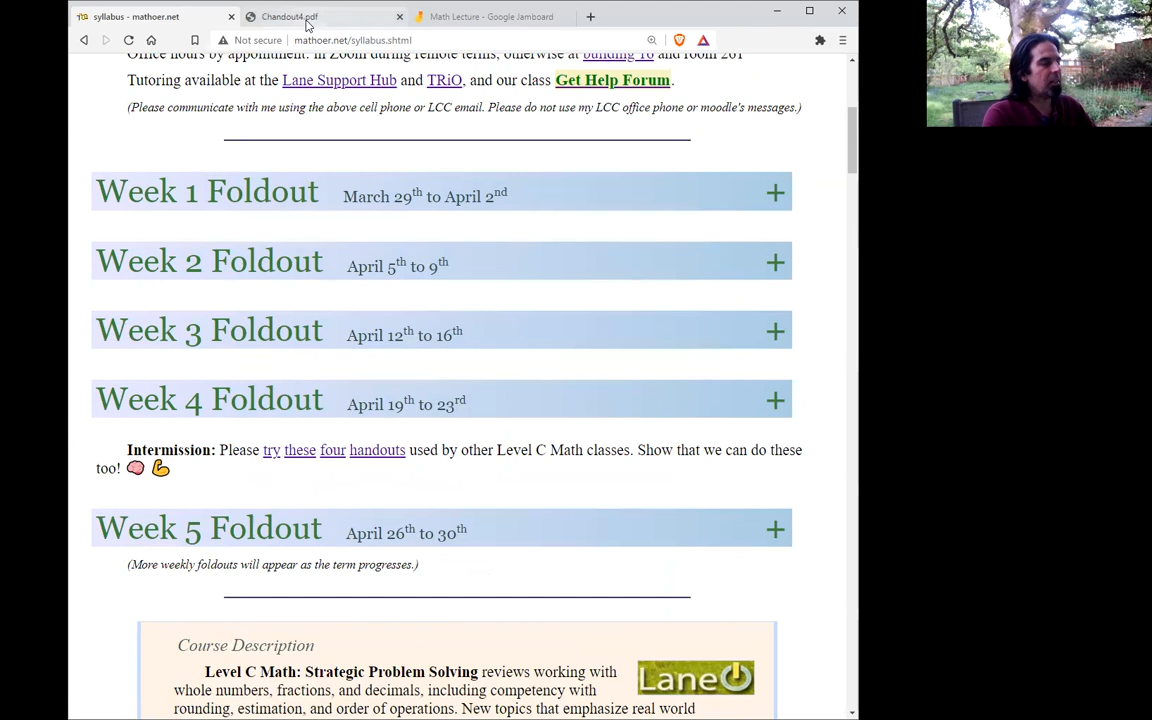 syllabus - mathoer.net
Chandout4.pdf
Math Lecture - Google Jamboard
Not secure
mathoer.net/syllabus.shtml
Office hours by appointment: in Zoom during remote terms, otherwise at building 16 and room 261
Tutoring available at the Lane Support Hub and TRiO, and our class Get Help Forum.
(Please communicate with me using the above cell phone or LCC email. Please do not use my LCC office phone or moodle's messages.)
Week 1 Foldout March 29th to April 2nd +
Week 2 Foldout April 5th to 9th +
Week 3 Foldout April 12th to 16th +
Week 4 Foldout April 19th to 23rd +
Intermission: Please try these four handouts used by other Level C Math classes. Show that we can do these
too!
Week 5 Foldout April 26th to 30th +
(More weekly foldouts will appear as the term progresses.)
Course Description
Level C Math: Strategic Problem Solving reviews working with
whole numbers, fractions, and decimals, including competency with
rounding, estimation, and order of operations. New topics that emphasize real world
Lane